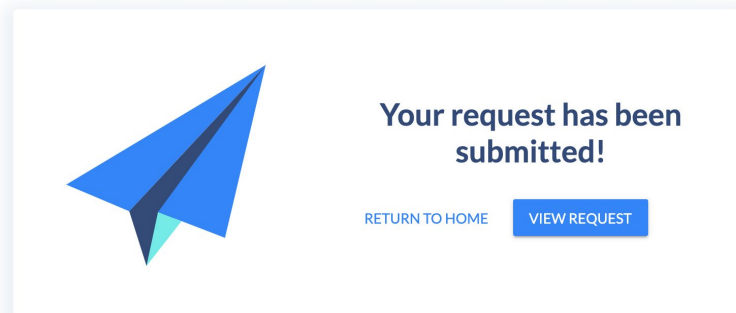 Your request has been
submitted!
RETURN TO HOME
VIEW REQUEST